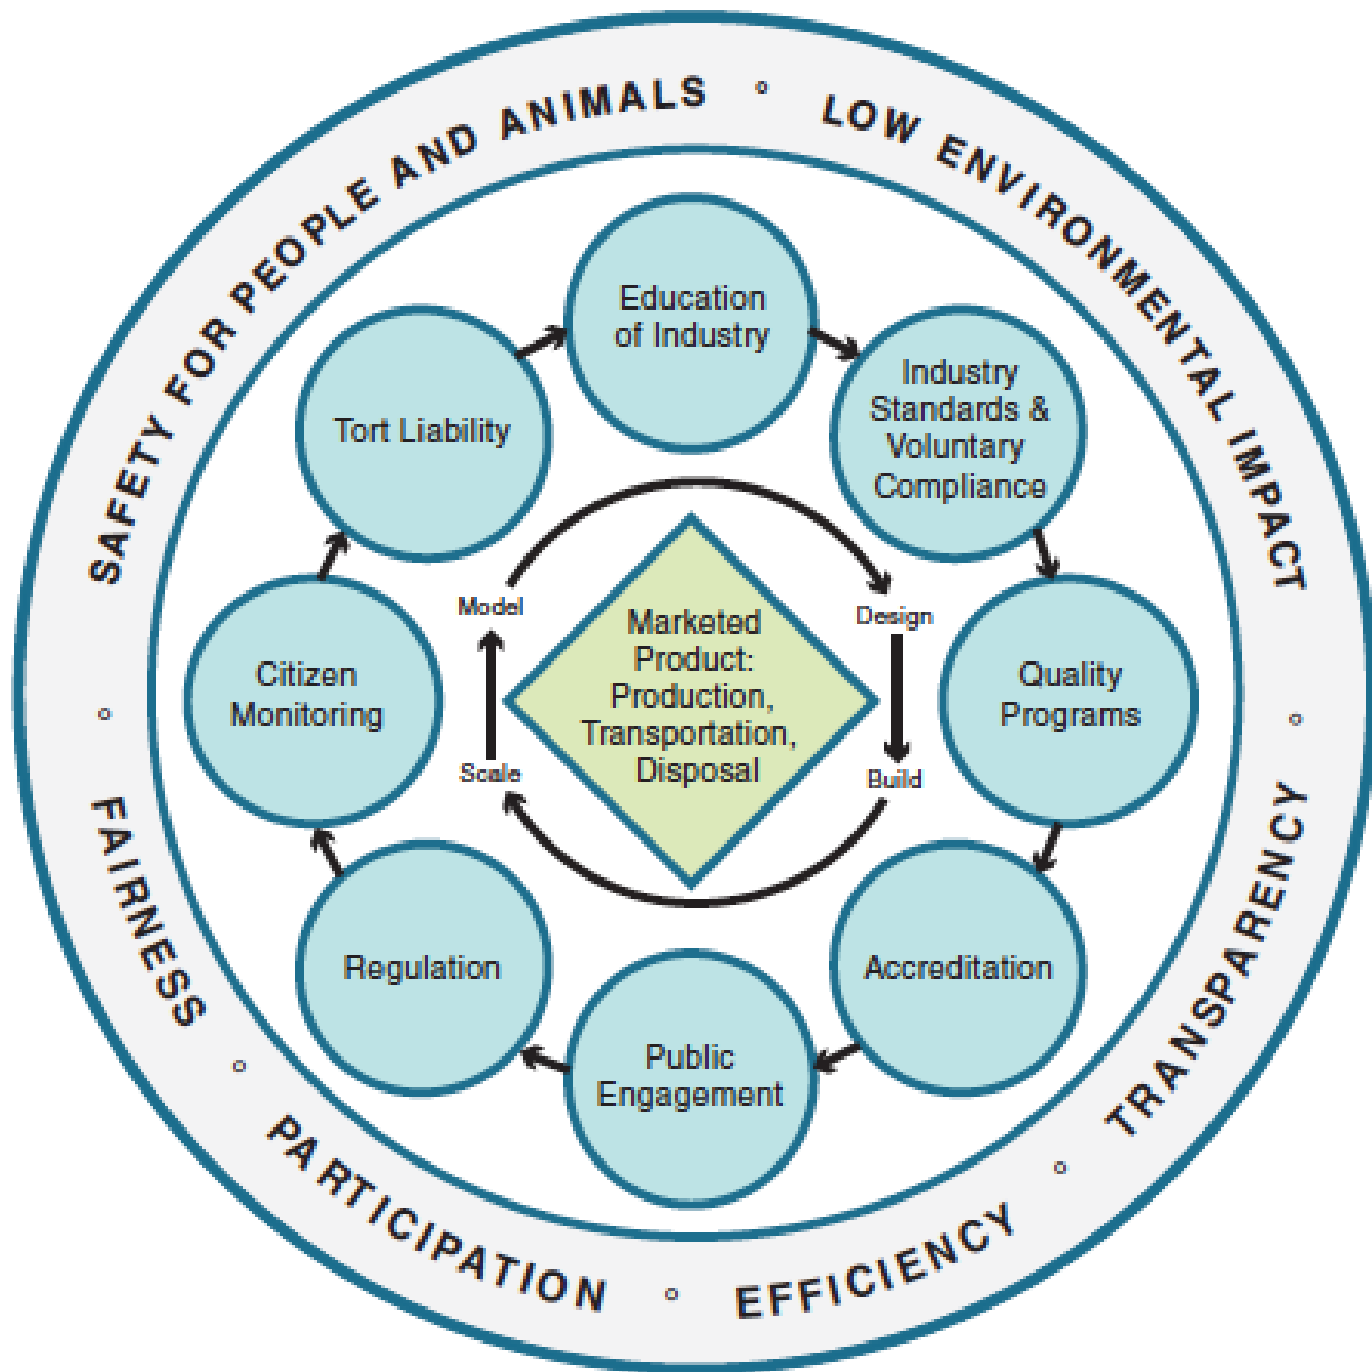 SAFETY FOR PEOPLE AND ANIMALS
LOW ENVIRONMENTAL IMPACT
TRANSPARENCY
EFFICIENCY
PARTICIPATION
FAIRNESS
Education
of Industry
Industry
Standards &
Voluntary
Compliance
Quality
Programs
Accreditation
Public
Engagement
Regulation
Citizen
Monitoring
Tort Liability
Model
Design
Build
Scale
Marketed
Product:
Production,
Transportation,
Disposal